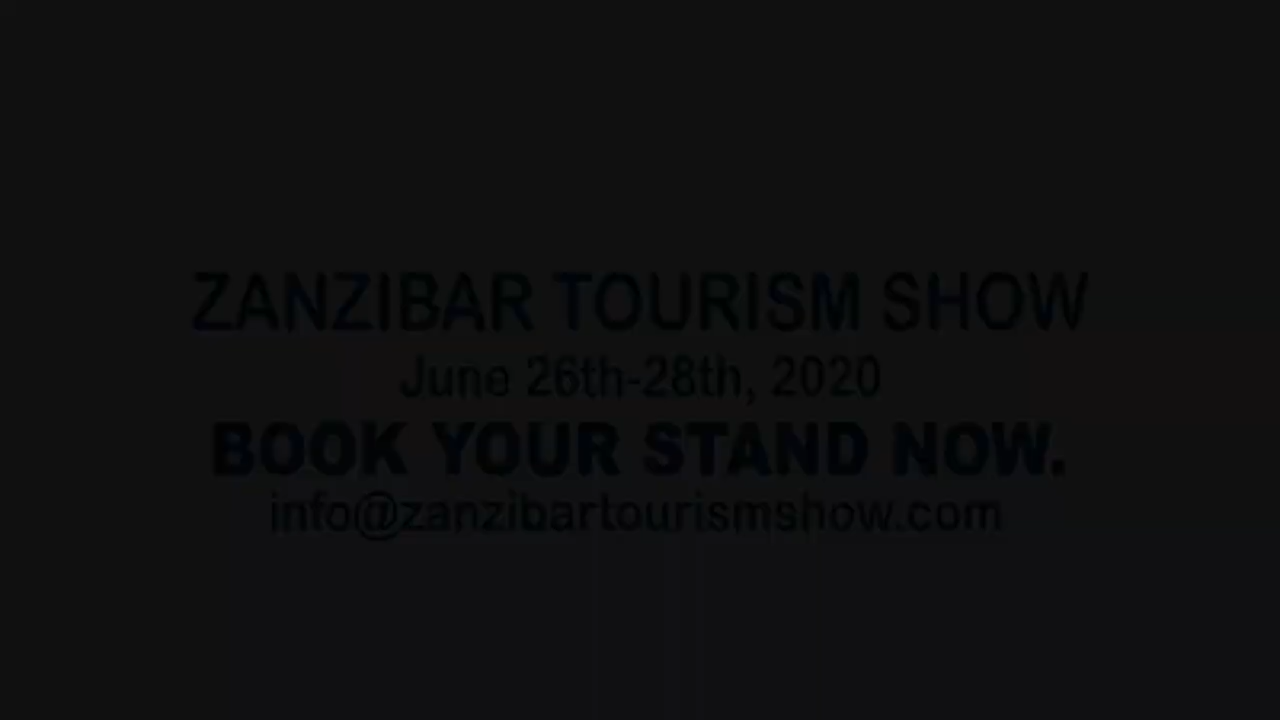 ZANZIBAR TOURISM SHOW
June 26th-28th, 2020
BOOK YOUR STAND NOW.
info@zanzibartourismshow.com